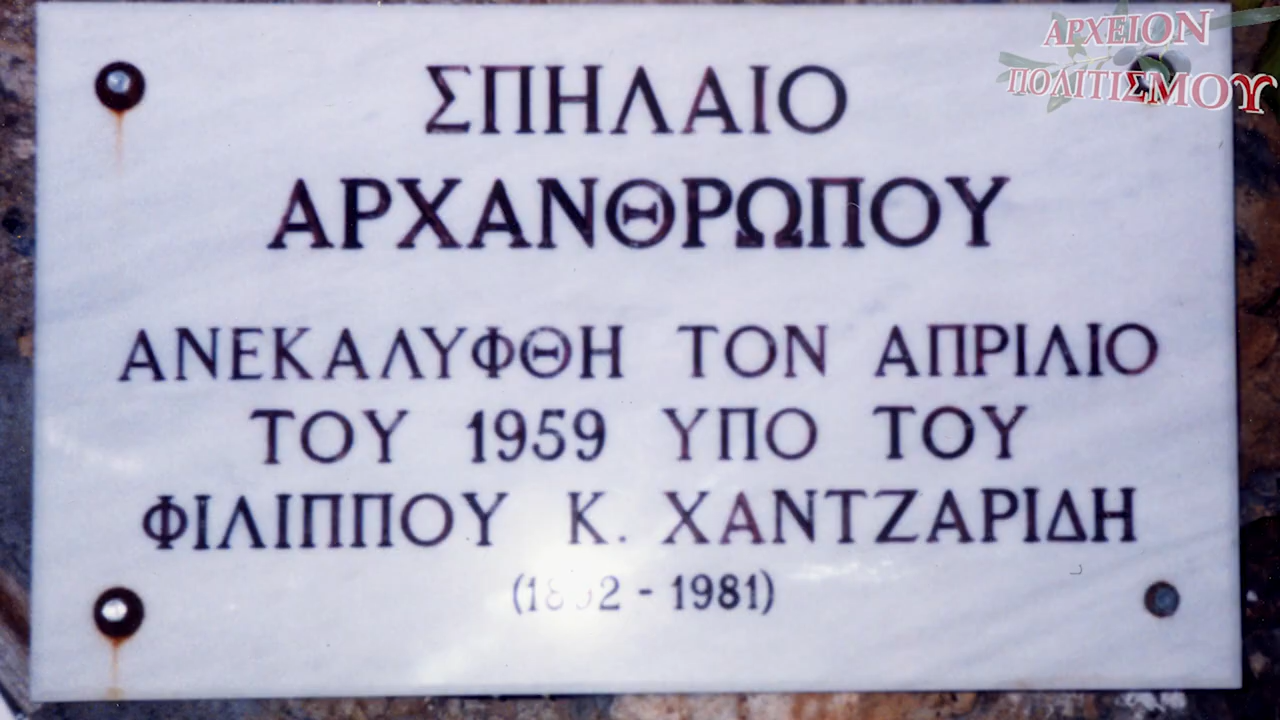 ΑΡΧΕΙΟΝ
ΠΟΛΙΤΙΣΜΟΥ
ΣΠΗΛΑΙΟ
ΑΡΧΑΝΘΡΩΠΟΥ
ΑΝΕΚΑΛΥΦΘΗ ΤΟΝ ΑΠΡΙΛΙΟ
ΤΟΥ 1959 ΥΠΟ ΤΟΥ
ΦΙΛΙΠΠΟΥ Κ. ΧΑΝΤΖΑΡΙΔΗ
- 1981)